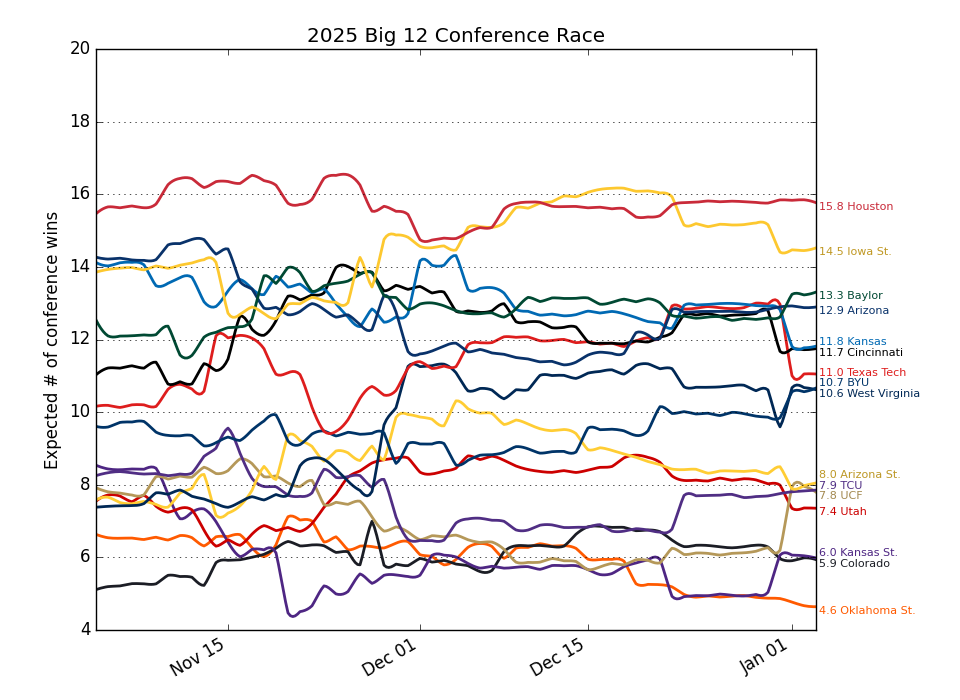 2025 Big 12 Conference Race
Expected # of conference wins
20
18
16
14
12
10
8
6
4
15.8 Houston
14.5 Iowa St.
13.3 Baylor
12.9 Arizona
11.8 Kansas
11.7 Cincinnati
11.0 Texas Tech
10.7 BYU
10.6 West Virginia
8.0 Arizona St.
7.9 TCU
7.8 UCF
7.4 Utah
6.0 Kansas St.
5.9 Colorado
4.6 Oklahoma St.
Nov 15
Dec 01
Dec 15
Jan 01